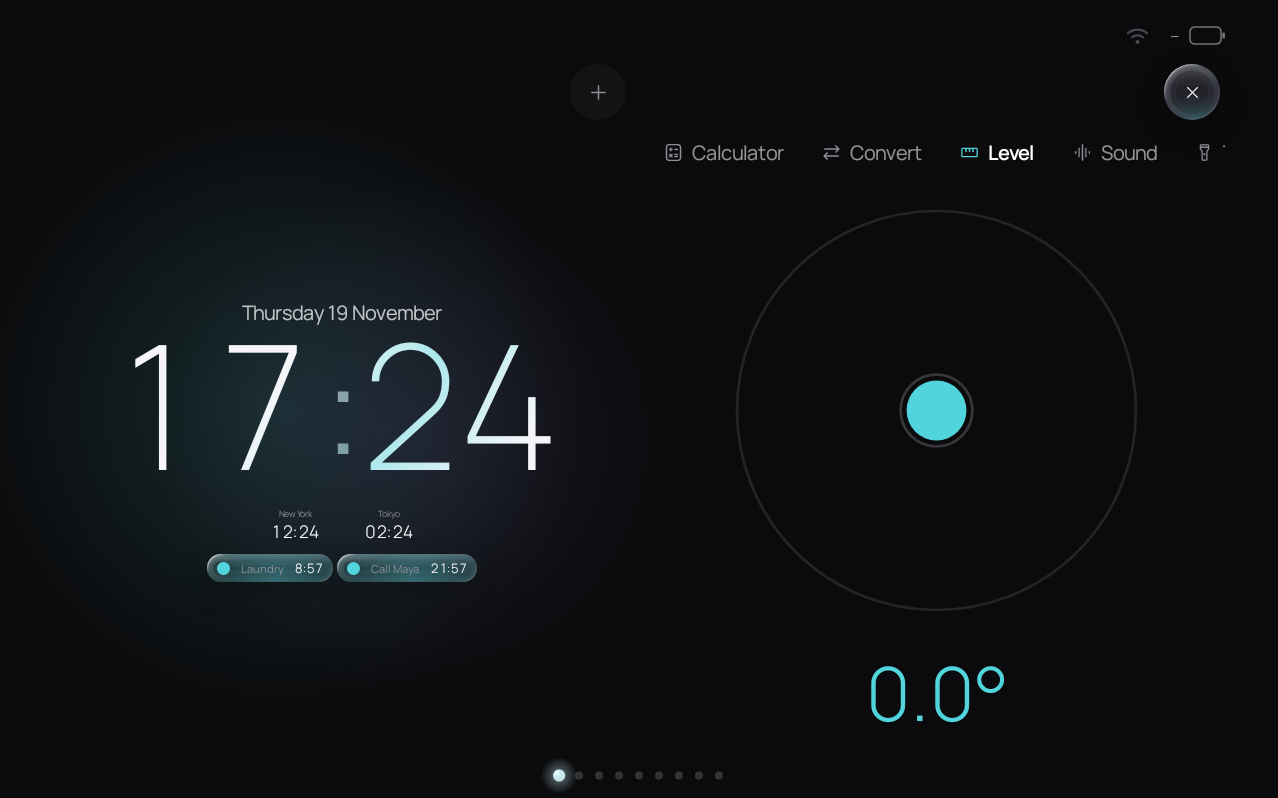 –
Calculator
Convert
Level
Sound
Thursday 19 November
17:24
New York
Tokyo
12:24
02:24
Laundry 8:57
Call Maya 21:57
0.0°